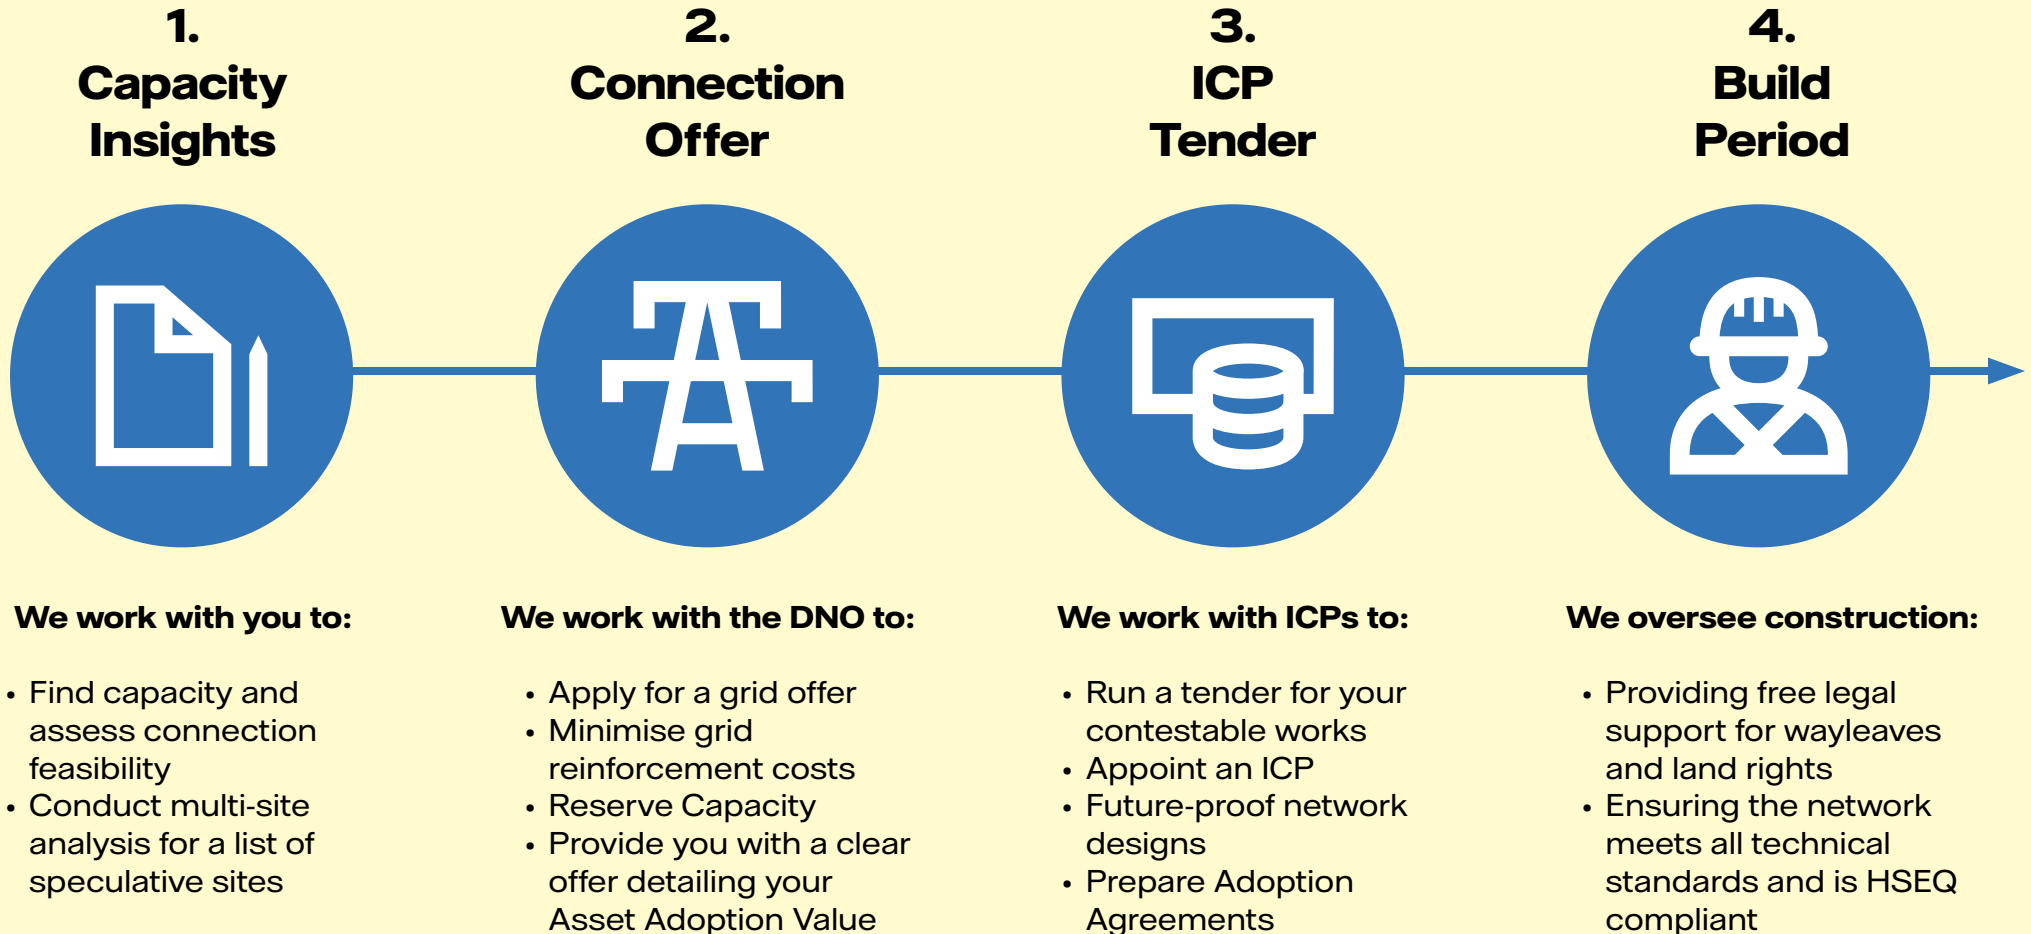 1.
Capacity
Insights
2.
Connection
Offer
3.
ICP
Tender
4.
Build
Period
We work with you to:
• Find capacity and
assess connection
feasibility
• Conduct multi-site
analysis for a list of
speculative sites
We work with the DNO to:
• Apply for a grid offer
• Minimise grid
reinforcement costs
• Reserve Capacity
• Provide you with a clear
offer detailing your
Asset Adoption Value
We work with ICPs to:
• Run a tender for your
contestable works
• Appoint an ICP
• Future-proof network
designs
• Prepare Adoption
Agreements
We oversee construction:
• Providing free legal
support for wayleaves
and land rights
• Ensuring the network
meets all technical
standards and is HSEQ
compliant